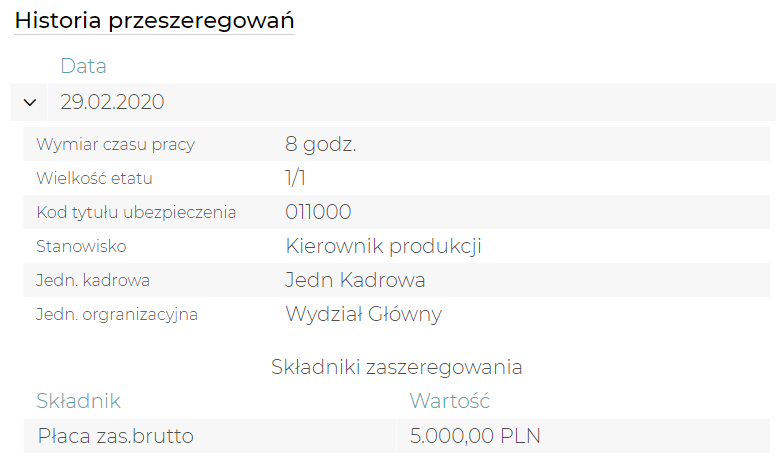 Historia przeszeregowań
Data
29.02.2020
Wymiar czasu pracy 8 godz.
Wielkość etatu 1/1
Kod tytułu ubezpieczenia 011000
Stanowisko Kierownik produkcji
Jedn. kadrowa Jedn Kadrowa
Jedn. orgranizacyjna Wydział Główny
Składniki zaszeregowania
Składnik Wartość
Płaca zas.brutto 5.000,00 PLN